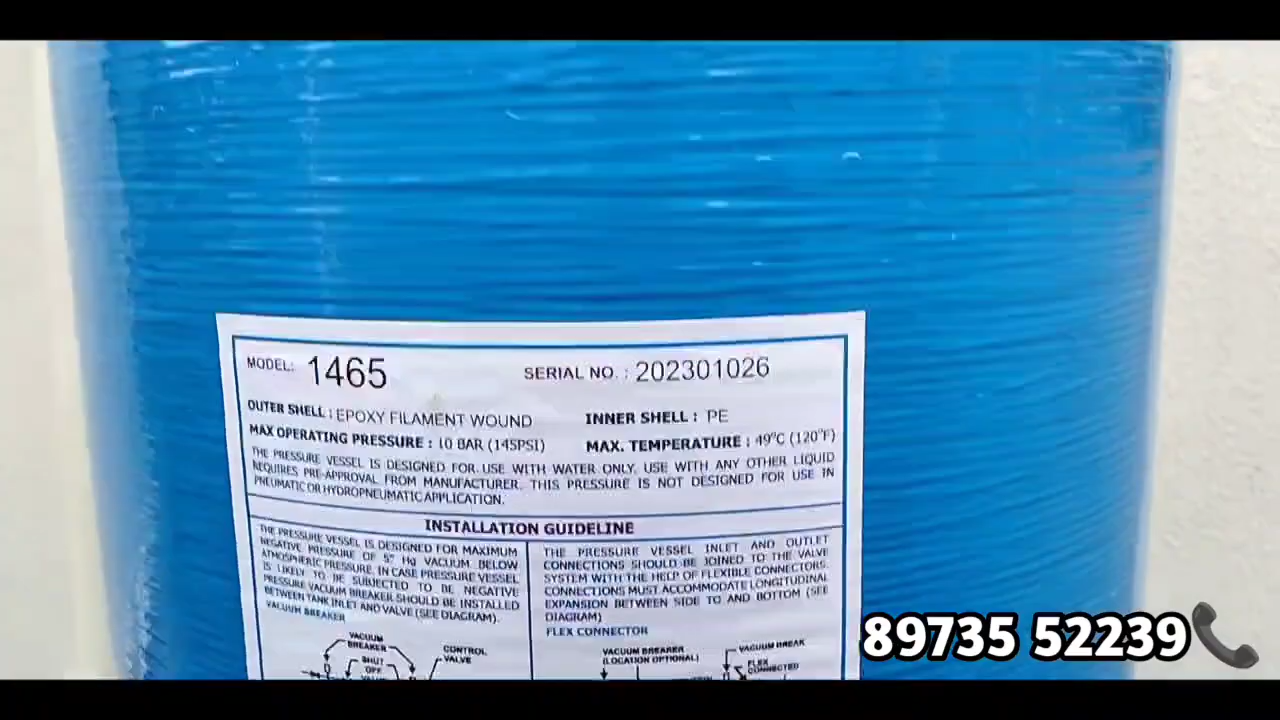 MODEL: 1465 SERIAL NO. : 202301026
OUTER SHELL : EPOXY FILAMENT WOUND INNER SHELL : PE
MAX OPERATING PRESSURE : 10 BAR (145PSI) MAX. TEMPERATURE : 49°C (120°F)
THE PRESSURE VESSEL IS DESIGNED FOR USE WITH WATER ONLY. USE WITH ANY OTHER LIQUID
REQUIRES PRE-APPROVAL FROM MANUFACTURER. THIS PRESSURE IS NOT DESIGNED FOR USE IN
PNEUMATIC OR HYDROPNEUMATIC APPLICATION.
INSTALLATION GUIDELINE
THE PRESSURE VESSEL IS DESIGNED FOR MAXIMUM
NEGATIVE PRESSURE OF 5" Hg VACUUM BELOW
ATMOSPHERIC PRESSURE. IN CASE PRESSURE VESSEL
IS LIKELY TO BE SUBJECTED TO BE NEGATIVE
PRESSURE VACUUM BREAKER SHOULD BE INSTALLED
BETWEEN TANK INLET AND VALVE (SEE DIAGRAM).
VACUUM BREAKER
VACUUM
BREAKER
SHUT
OFF
CONTROL
VALVE
THE PRESSURE VESSEL INLET AND OUTLET
CONNECTIONS SHOULD BE JOINED TO THE VALVE
SYSTEM WITH THE HELP OF FLEXIBLE CONNECTORS.
CONNECTIONS MUST ACCOMMODATE LONGITUDINAL
EXPANSION BETWEEN SIDE TO AND BOTTOM (SEE
DIAGRAM)
FLEX CONNECTOR
VACUUM BREAKER
(LOCATION OPTIONAL)
VACUUM BREAK
FLEX
CONNECTED
89735 52239